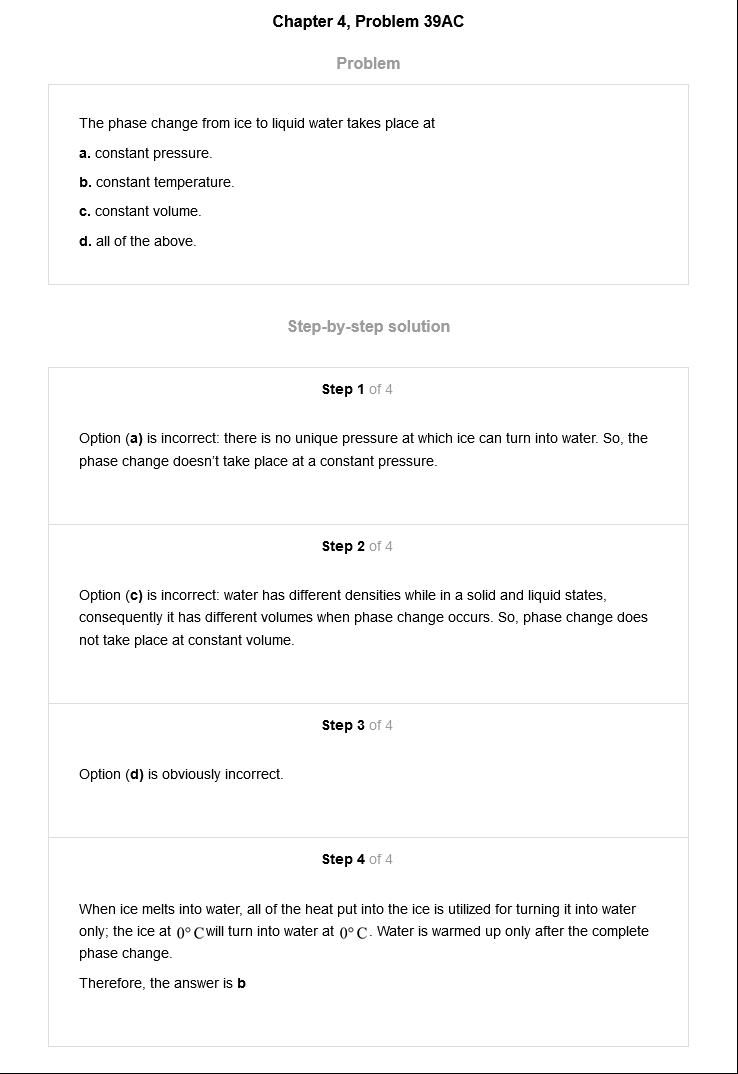 Chapter 4, Problem 39AC
Problem
The phase change from ice to liquid water takes place at
a. constant pressure.
b. constant temperature.
c. constant volume.
d. all of the above.
Step-by-step solution
Step 1 of 4
Option (a) is incorrect: there is no unique pressure at which ice can turn into water. So, the
phase change doesn't take place at a constant pressure.
Step 2 of 4
Option (c) is incorrect: water has different densities while in a solid and liquid states,
consequently it has different volumes when phase change occurs. So, phase change does
not take place at constant volume.
Step 3 of 4
Option (d) is obviously incorrect.
Step 4 of 4
When ice melts into water, all of the heat put into the ice is utilized for turning it into water
only; the ice at 0° C will turn into water at 0° C. Water is warmed up only after the complete
phase change.
Therefore, the answer is b